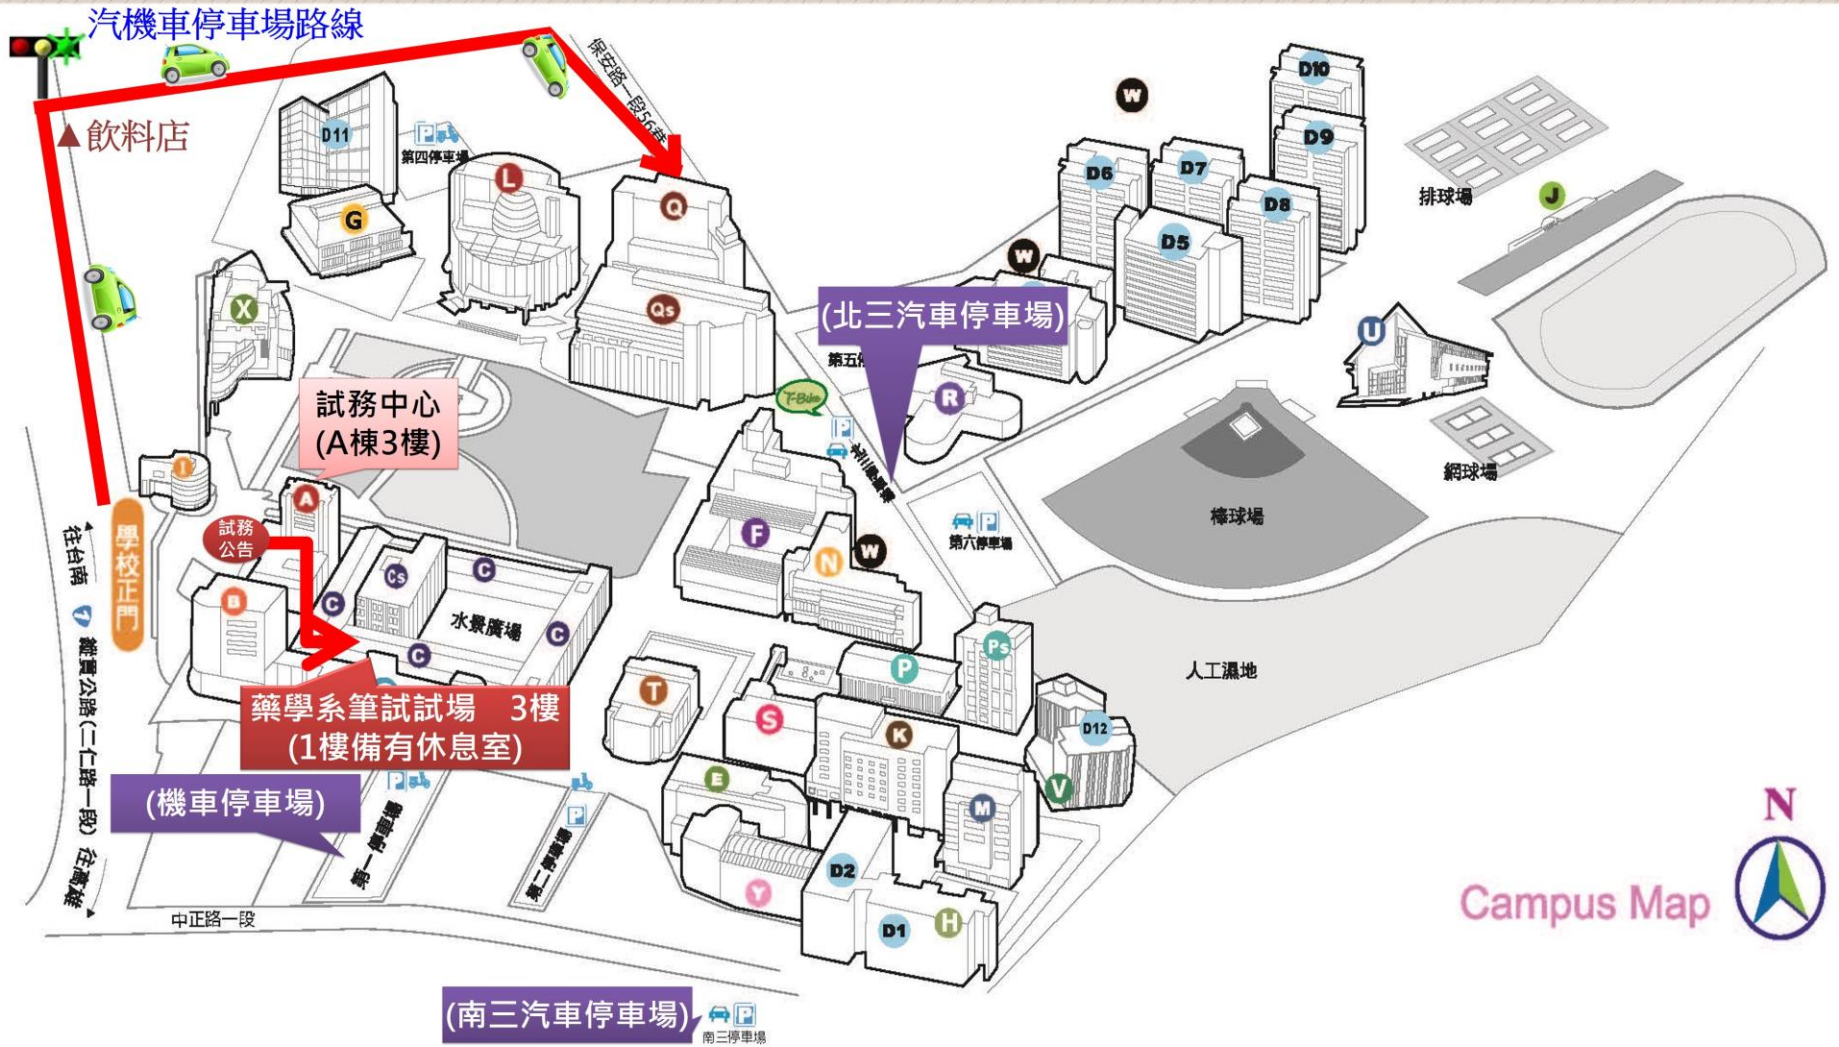 汽機車停車場路線
▲飲料店
保安路一段56巷
D11
P
第四停車場
L
Q
G
X
Qs
W
D10
D9
D6
D7
D8
D5
W
排球場
J
U
網球場
棒球場
(北三汽車停車場)
第五停
R
T-Bike
P
試務中心
(A棟3樓)
I
A
試務
公告
學校正門
往台南
縱貫公路(二仁路一段)
往高雄
B
C
Cs
C
水景廣場
C
C
F
N
W
P
第六停車場
人工濕地
藥學系筆試試場 3樓
(1樓備有休息室)
T
P
Ps
S
K
D12
E
V
M
Y
D2
D1
H
(機車停車場)
P
第一停車場
P
第二停車場
中正路一段
(南三汽車停車場)
P
南三停車場
N
Campus Map